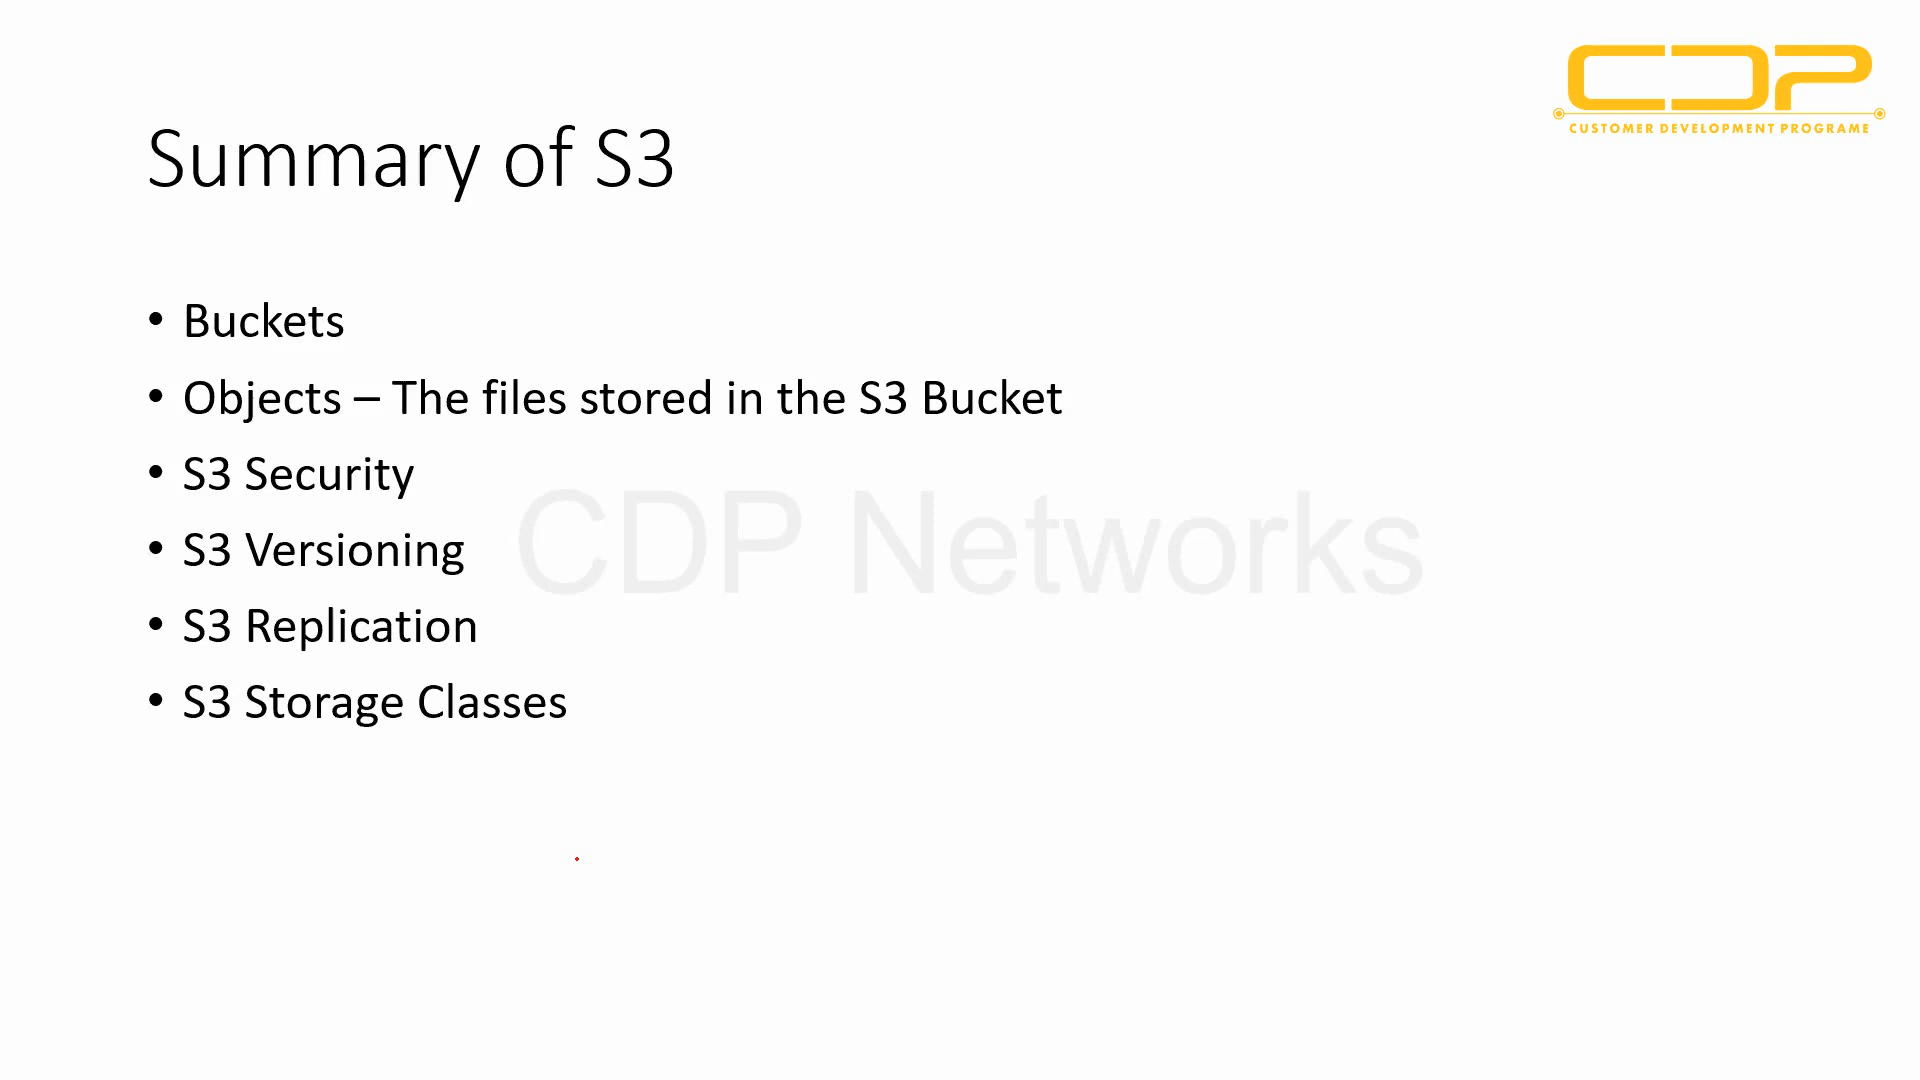 CDP
CUSTOMER DEVELOPMENT PROGRAME
Summary of S3
• Buckets
• Objects – The files stored in the S3 Bucket
• S3 Security
• S3 Versioning
• S3 Replication
• S3 Storage Classes
CDP Networks